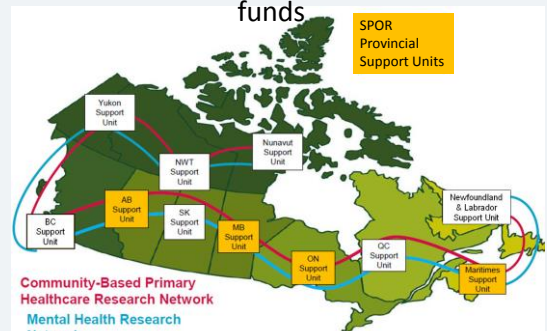 funds
SPOR
Provincial
Support Units
Yukon
Support
Unit
NWT
Support
Unit
Nunavut
Support
Unit
BC
Support
Unit
AB
Support
Unit
SK
Support
Unit
MB
Support
Unit
ON
Support
Unit
QC
Support
Unit
Newfoundland
& Labrador
Support Unit
Maritimes
Support
Unit
Community-Based Primary
Healthcare Research Network
Mental Health Research